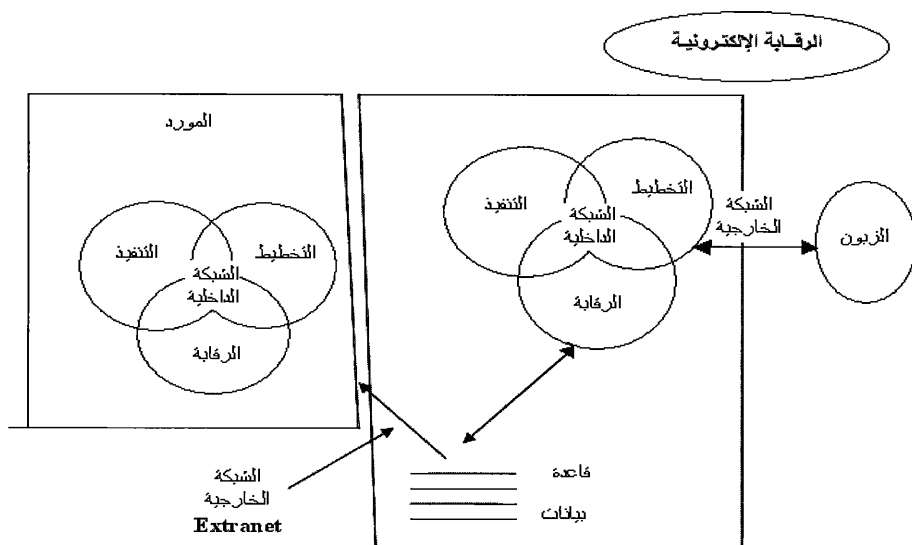 الرقابة الإلكترونية
المورد
التخطيط
التنفيذ
الشبكة
الداخلية
الرقابة
الشبكة
الخارجية
الزبون
التخطيط
التنفيذ
الشبكة
الداخلية
الرقابة
قاعدة
بيانات
الشبكة
الخارجية
Extranet